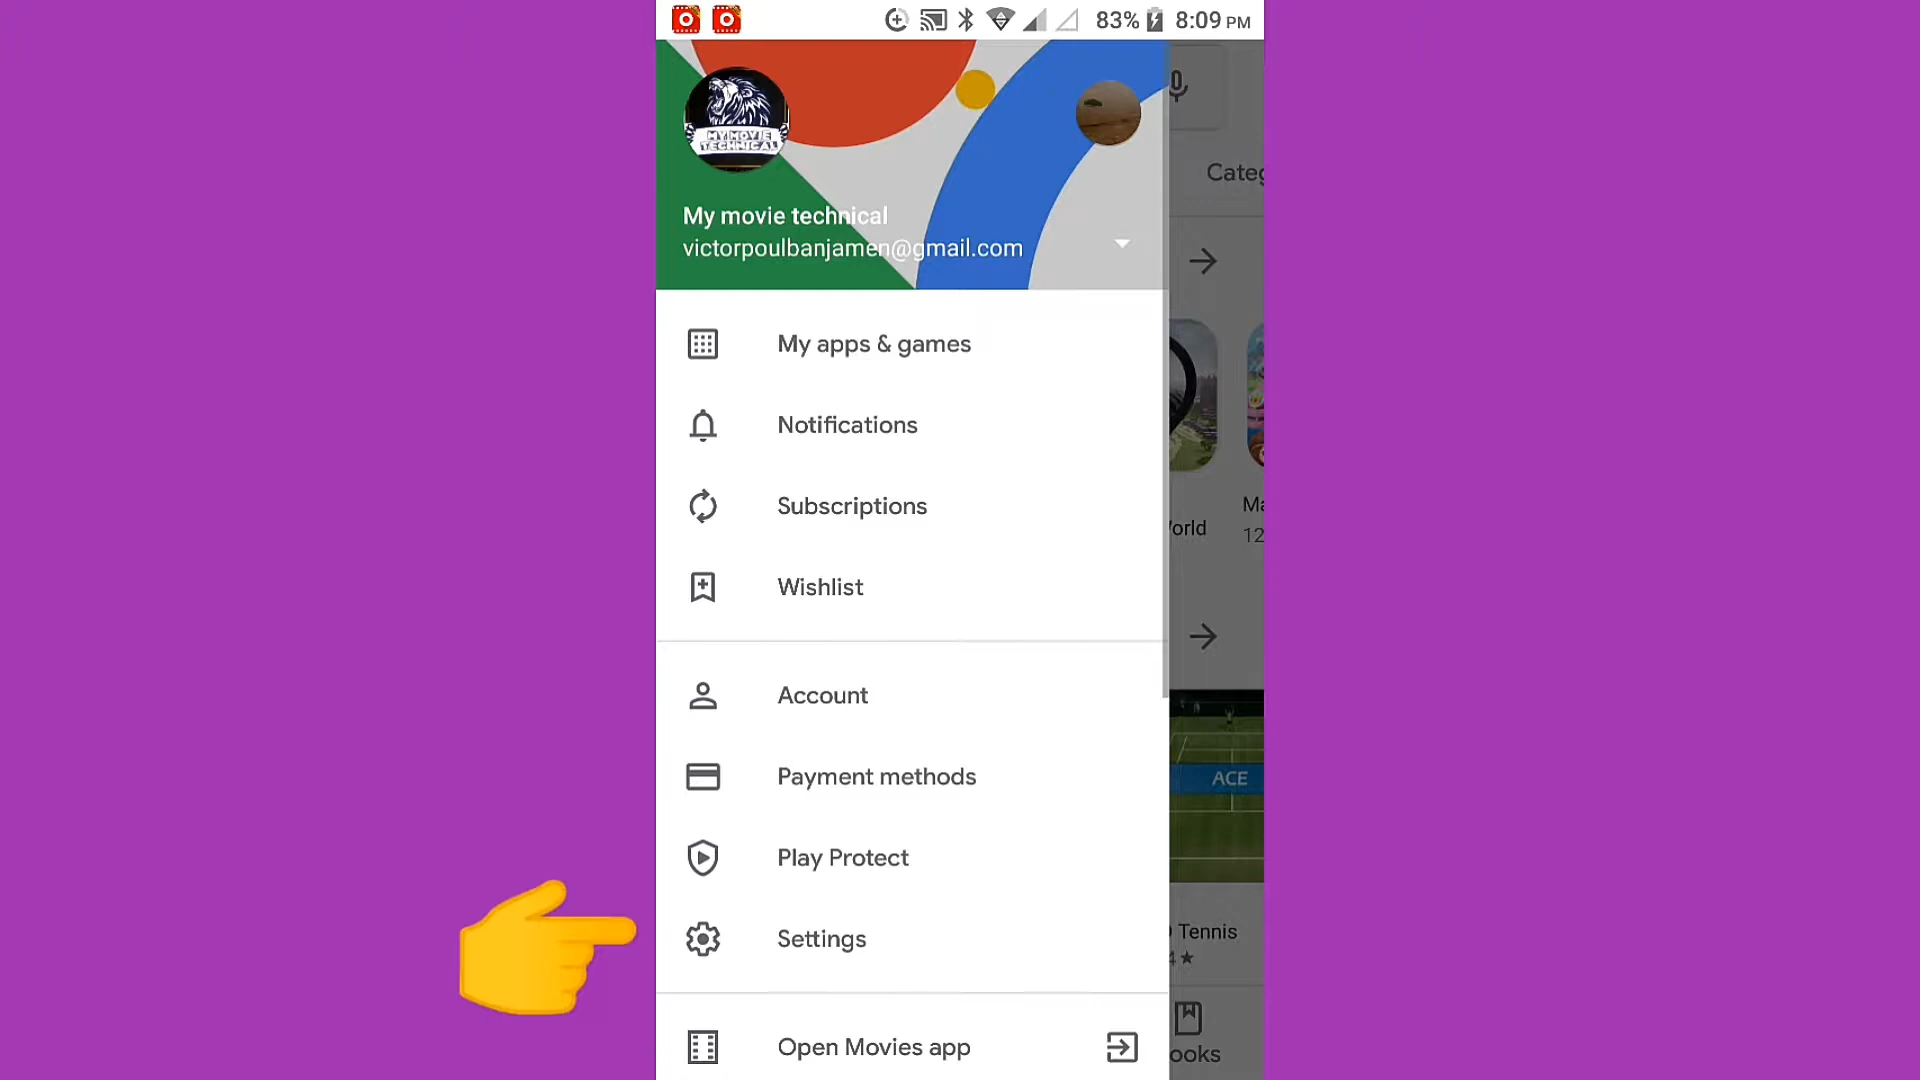 83% 8:09 PM
MY MOVIE
TECHNICAL
My movie technical
victorpoulbanjamen@gmail.com
Categ
My apps & games
Notifications
Subscriptions
Wishlist
Ma
orld
12
Account
Payment methods
ACE
Play Protect
Tennis
4★
Settings
Open Movies app
ooks